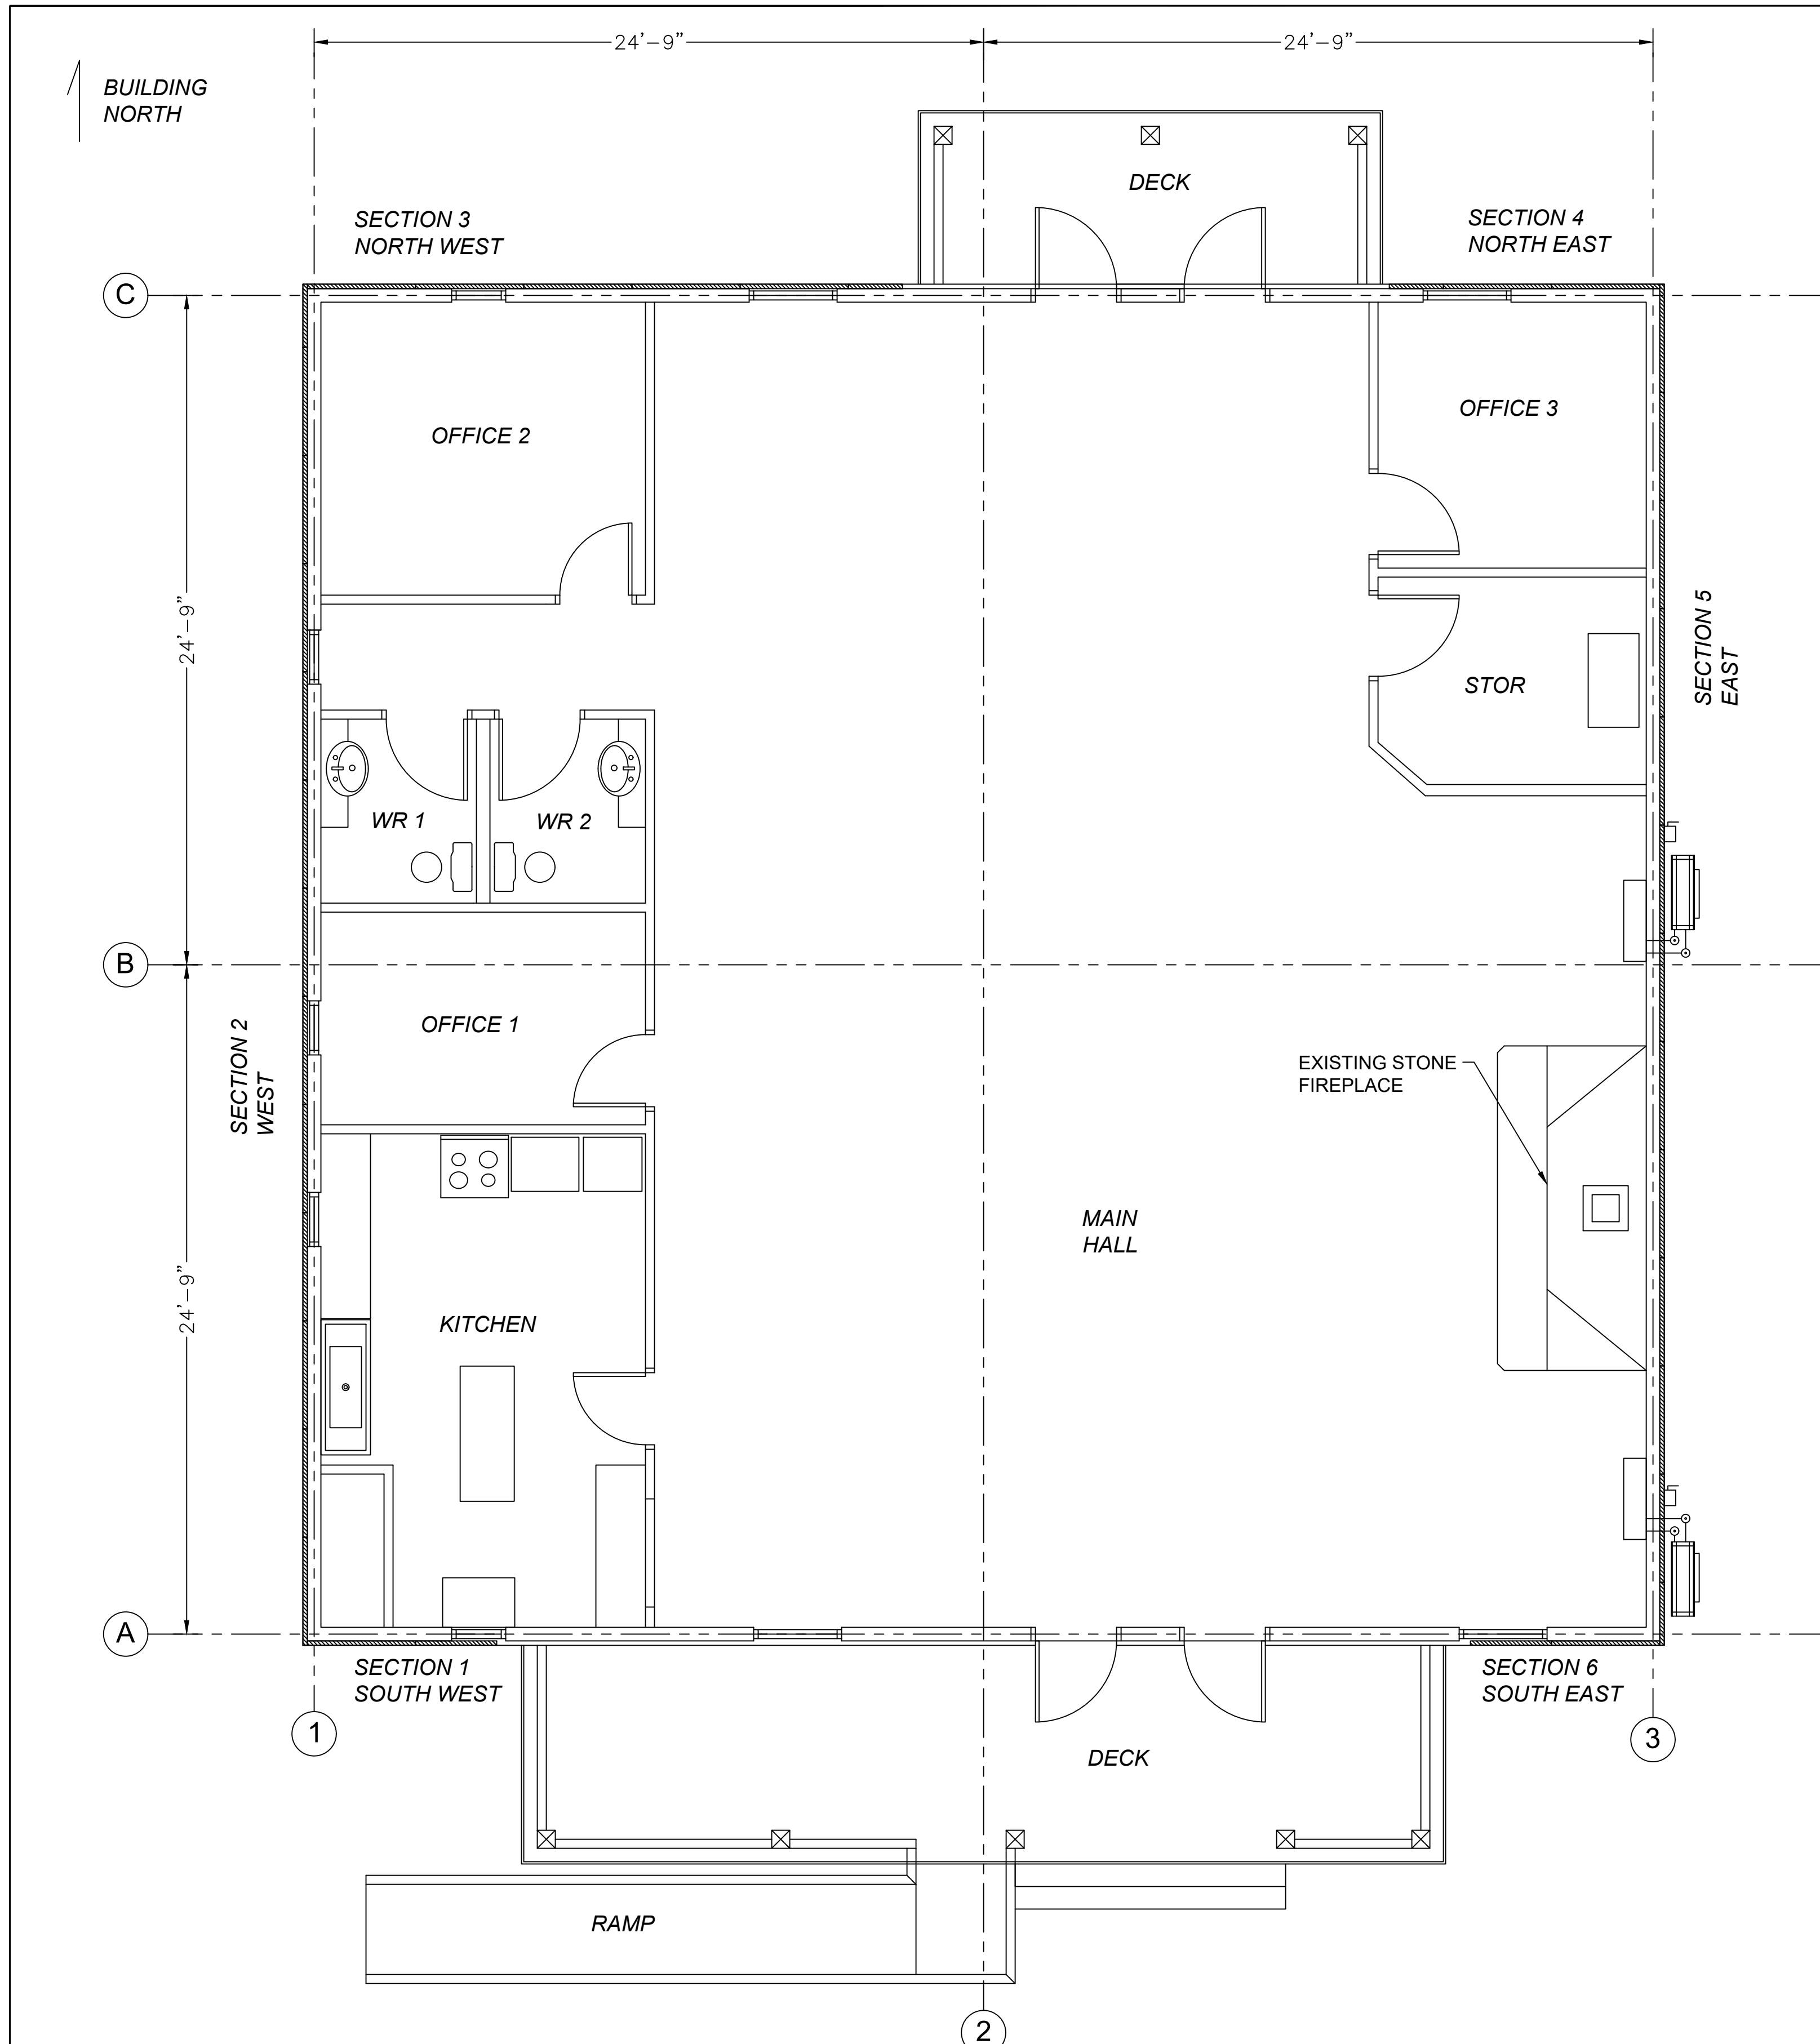 24'-9"
24'-9"
BUILDING
NORTH
DECK
SECTION 3
NORTH WEST
SECTION 4
NORTH EAST
C
OFFICE 2
OFFICE 3
24'-9"
SECTION 5
EAST
STOR
WR 1
WR 2
B
OFFICE 1
SECTION 2
WEST
EXISTING STONE
FIREPLACE
MAIN
HALL
24'-9"
KITCHEN
A
SECTION 1
SOUTH WEST
SECTION 6
SOUTH EAST
1
3
DECK
RAMP
2